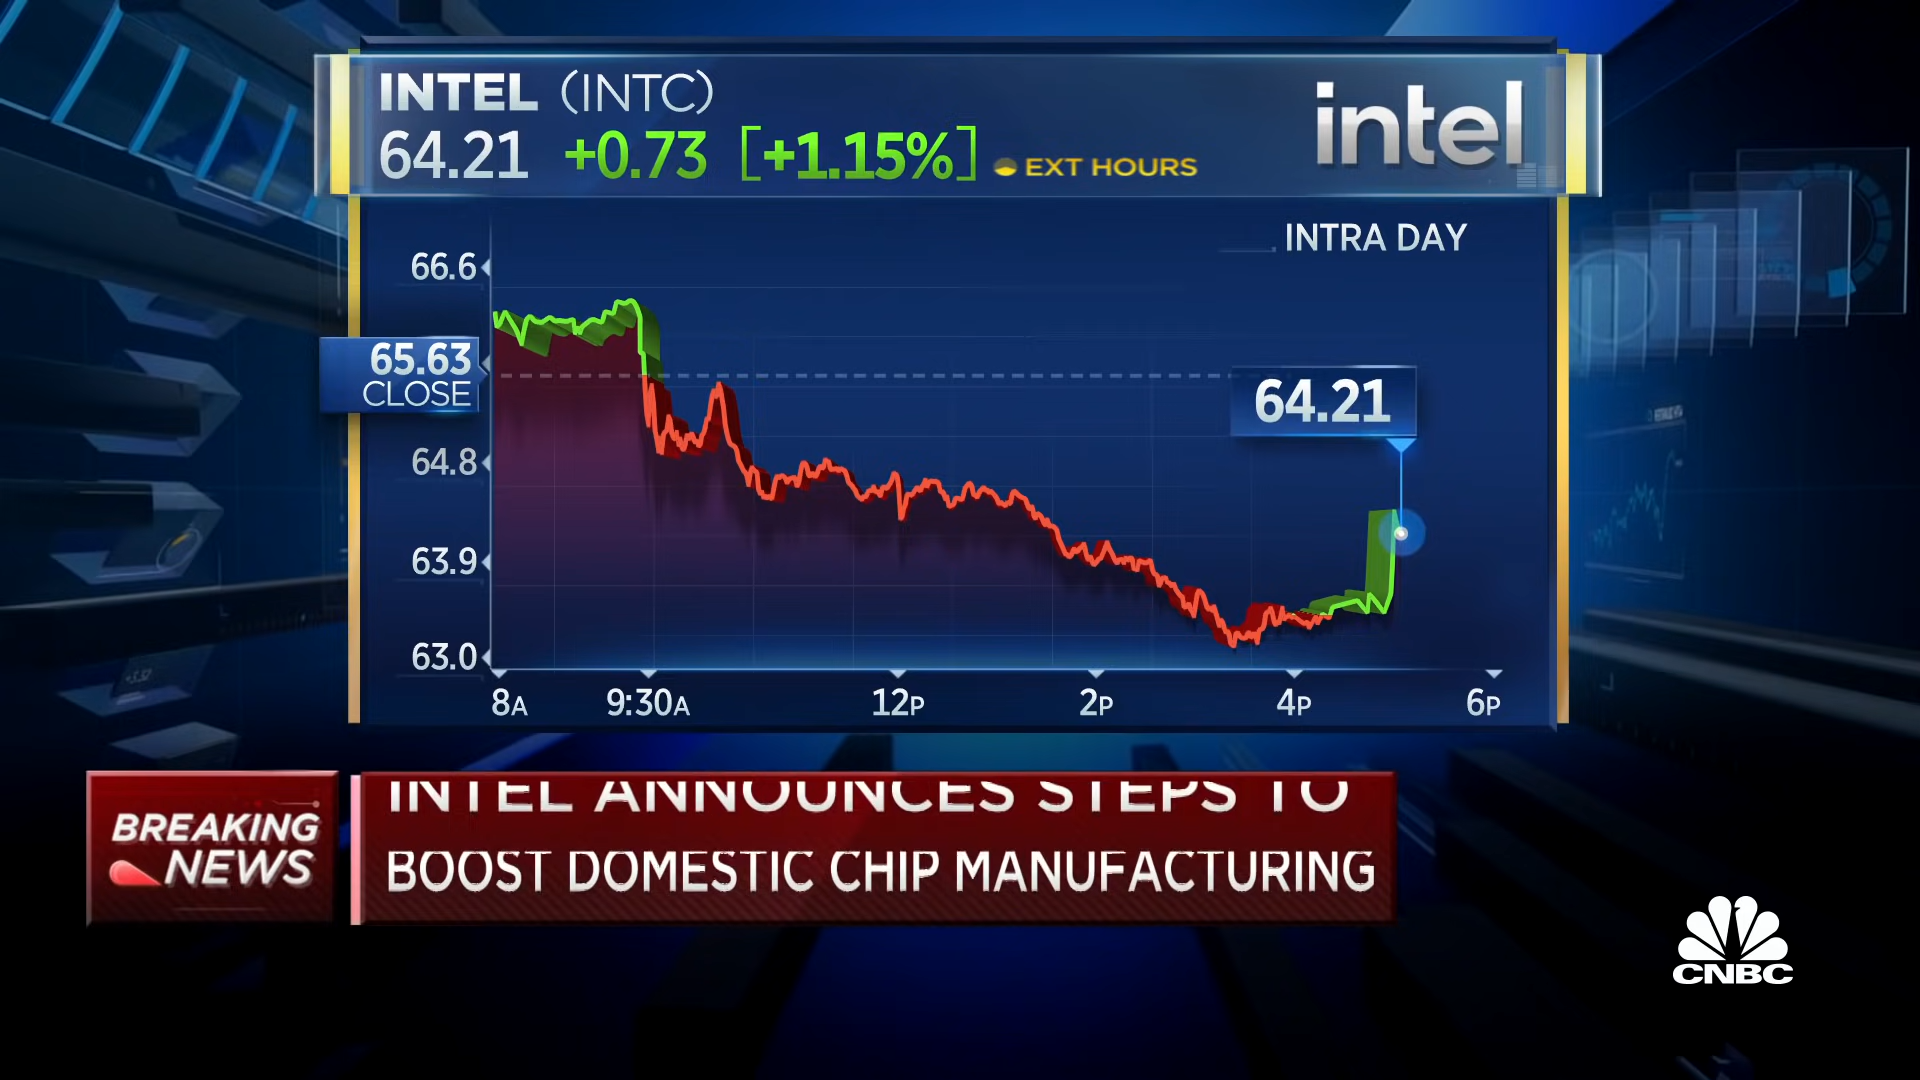 INTEL (INTC)
64.21 +0.73 [+1.15%] EXT HOURS
intel
INTRA DAY
66.6
65.63
CLOSE
64.21
64.8
63.9
63.0
8A 9:30A 12P 2P 4P 6P
BREAKING
NEWS
INTEL ANNOUNCES STEPS TO
BOOST DOMESTIC CHIP MANUFACTURING
CNBC